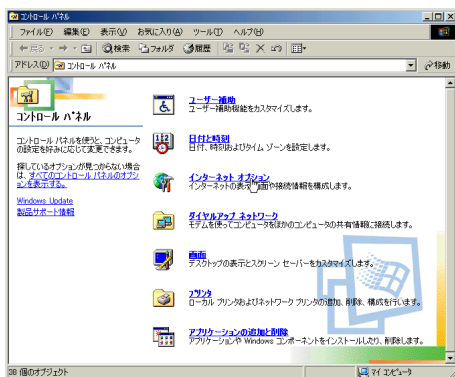 コントロール パネル
ファイル(F) 編集(E) 表示(V) お気に入り(A) ツール(T) ヘルプ(H)
戻る 検索 フォルダ 履歴
アドレス(D) コントロール パネル 移動
コントロール パネル
コントロール パネルを使うと、コンピュータ
の設定を好みに応じて変更できます。
探しているオプションが見つからない場合
は、すべてのコントロール パネルのオプシ
ョンを表示する。
Windows Update
製品サポート情報
ユーザー補助
ユーザー補助機能をカスタマイズします。
日付と時刻
日付、時刻およびタイム ゾーンを設定します。
インターネット オプション
インターネットの表示画面や接続情報を構成します。
ダイヤルアップ ネットワーク
モデムを使ってコンピュータをほかのコンピュータの共有情報に接続します。
画面
デスクトップの表示とスクリーン セーバーをカスタマイズします。
プリンタ
ローカル プリンタおよびネットワーク プリンタの追加、削除、構成を行います。
アプリケーションの追加と削除
アプリケーションや Windows コンポーネントをインストールしたり、削除します。
38 個のオブジェクト マイ コンピュータ